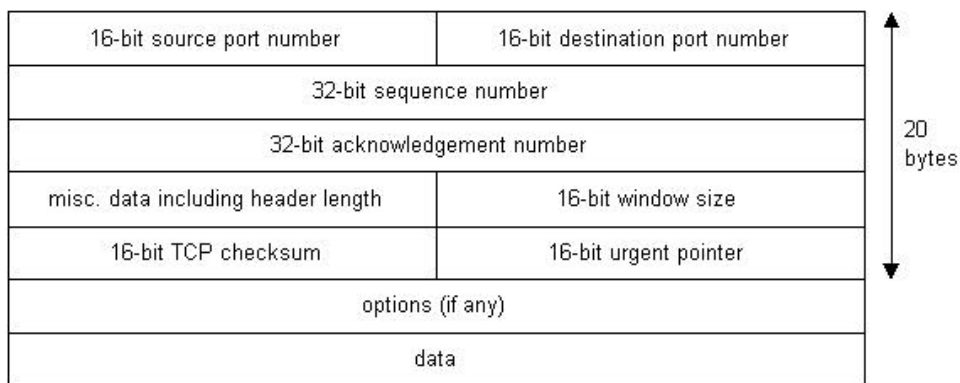 16-bit source port number
16-bit destination port number
32-bit sequence number
32-bit acknowledgement number
misc. data including header length
16-bit window size
16-bit TCP checksum
16-bit urgent pointer
options (if any)
data
20
bytes